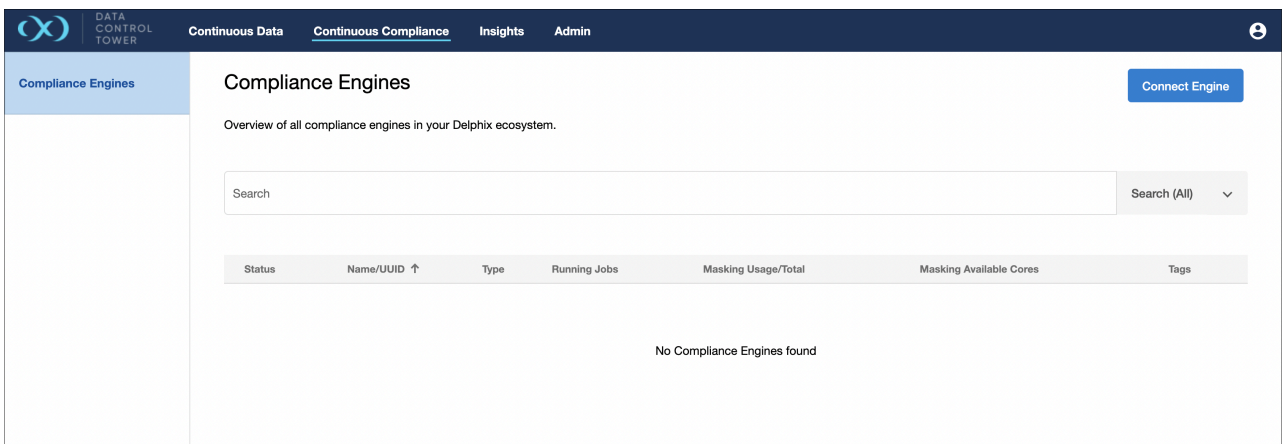 DATA
CONTROL
TOWER
Continuous Data Continuous Compliance Insights Admin
Compliance Engines
Compliance Engines
Connect Engine
Overview of all compliance engines in your Delphix ecosystem.
Search
Search (All)
Status Name/UUID ↑ Type Running Jobs Masking Usage/Total Masking Available Cores Tags
No Compliance Engines found